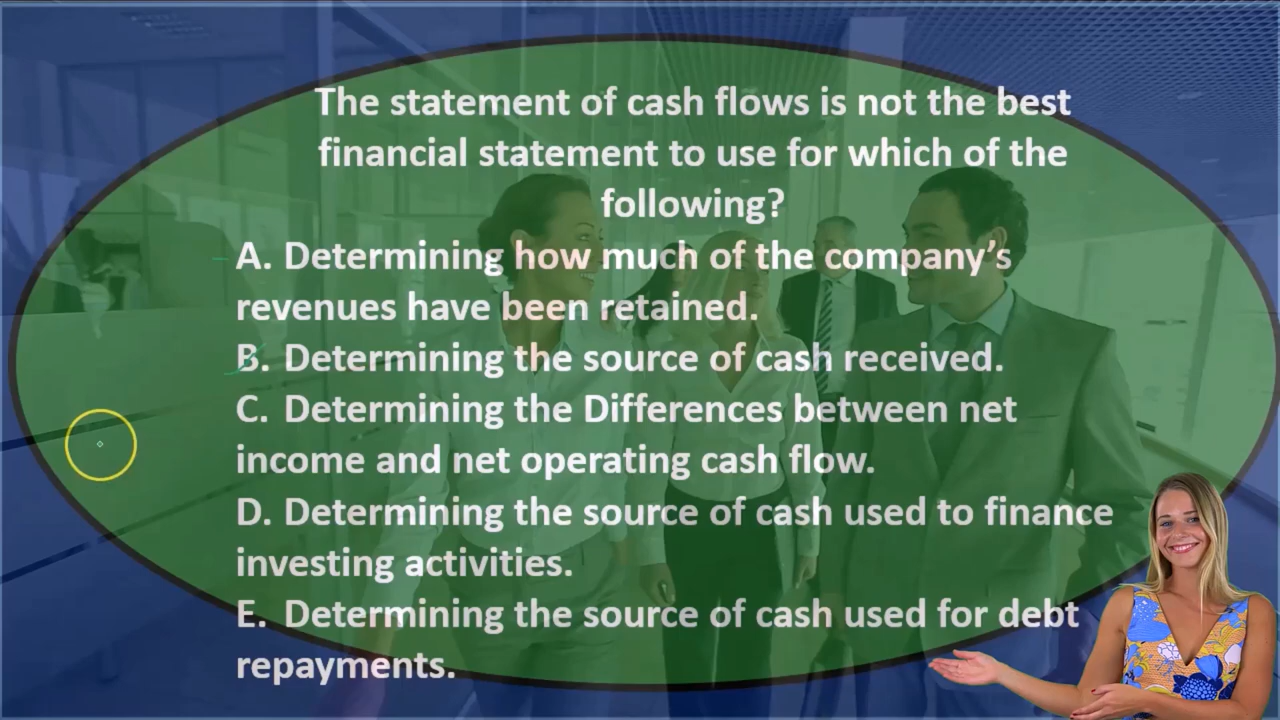 The statement of cash flows is not the best
financial statement to use for which of the
following?
A. Determining how much of the company’s
revenues have been retained.
B. Determining the source of cash received.
C. Determining the Differences between net
income and net operating cash flow.
D. Determining the source of cash used to finance
investing activities.
E. Determining the source of cash used for debt
repayments.